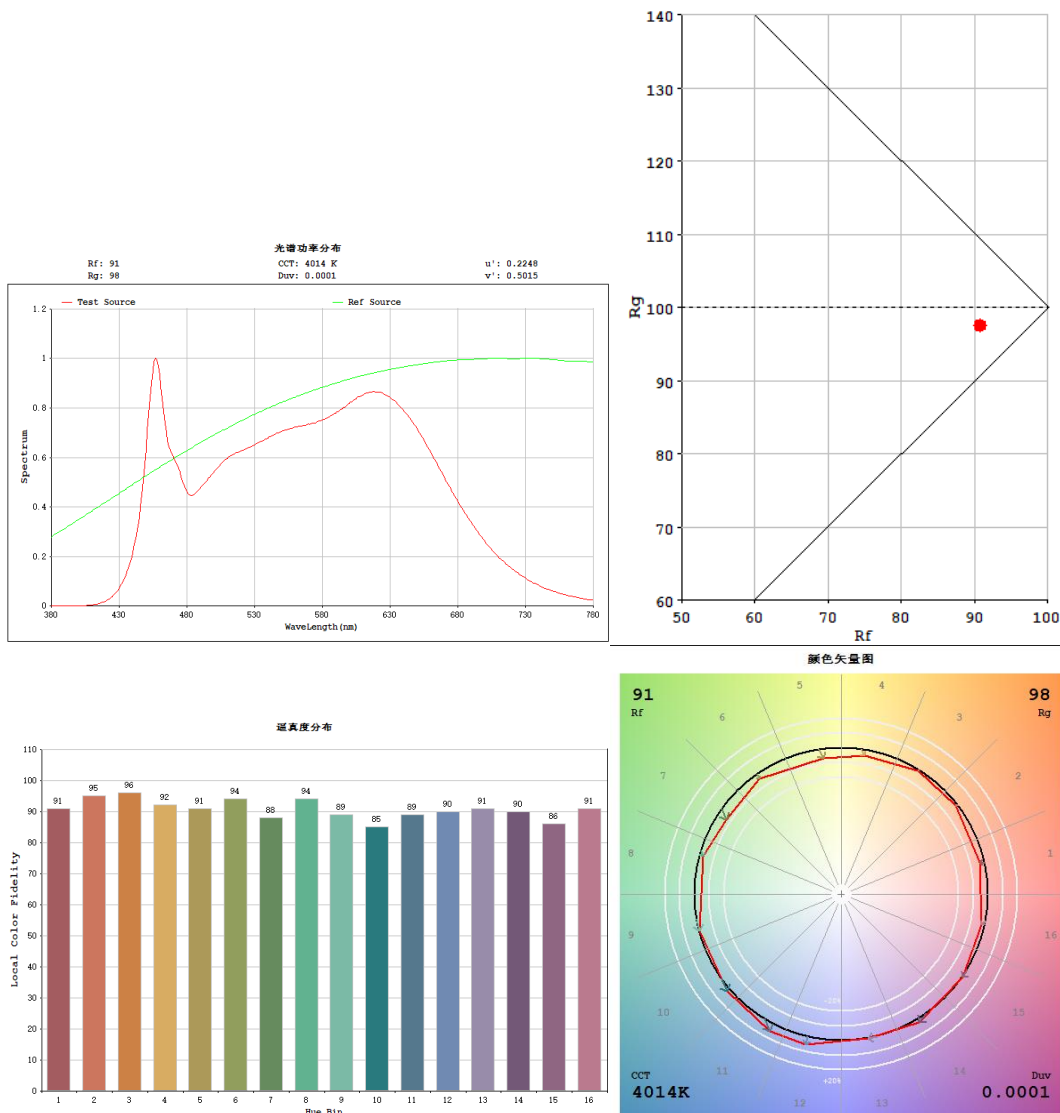 光谱功率分布
Rf: 91 CCT: 4014 K u': 0.2248
Rg: 98 Duv: 0.0001 v': 0.5015
Test Source Ref Source
1.2
1
0.8
0.6
0.4
0.2
0
Spectrum
380 430 480 530 580 630 680 730 780
WaveLength(nm)
140
130
120
110
100
90
80
70
60
Rg
50 60 70 80 90 100
Rf
逼真度分布
110
100
90
80
70
60
50
40
30
20
10
0
Local Color Fidelity
91 95 96 92 91 94 88 94 89 85 89 90 91 90 86 91
1 2 3 4 5 6 7 8 9 10 11 12 13 14 15 16
Hue Bin
颜色矢量图
91 98
Rf Rg
5 4
6 3
7 2
8 1
9 16
10 15
11 14
12 13
-20%
+20%
CCT Duv
4014K 0.0001